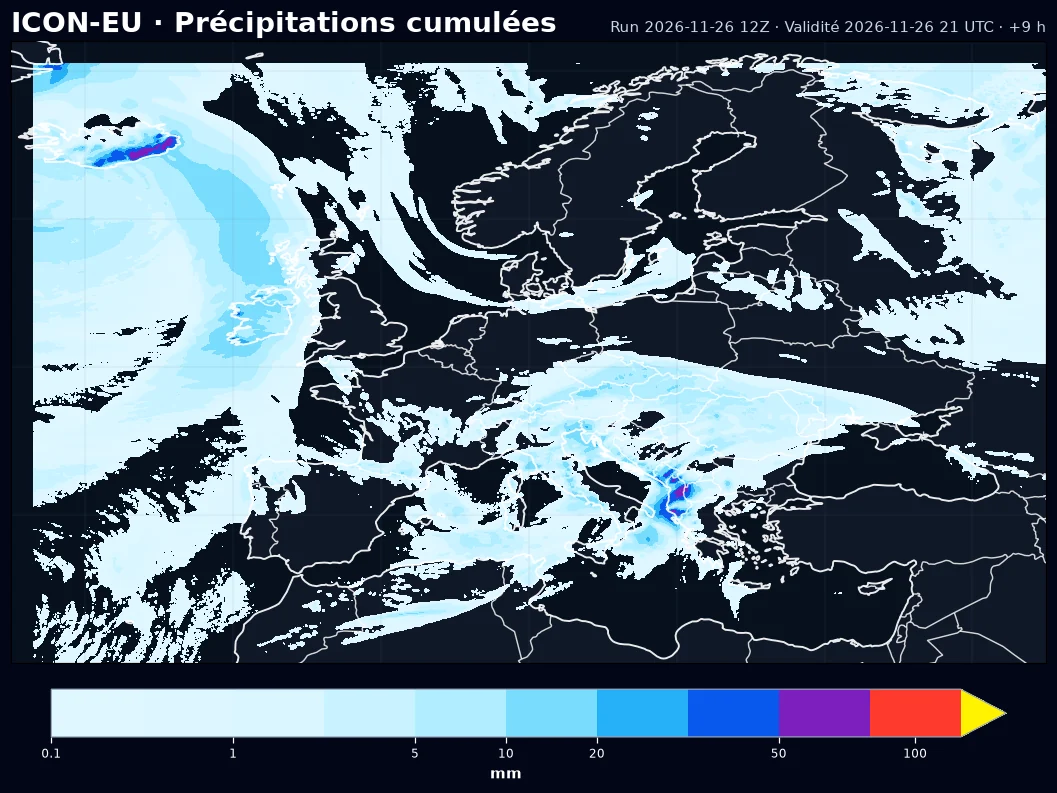 ICON-EU · Précipitations cumulées
Run 2026-11-26 12Z · Validité 2026-11-26 21 UTC · +9 h
0.1 1 5 10 20 50 100
mm